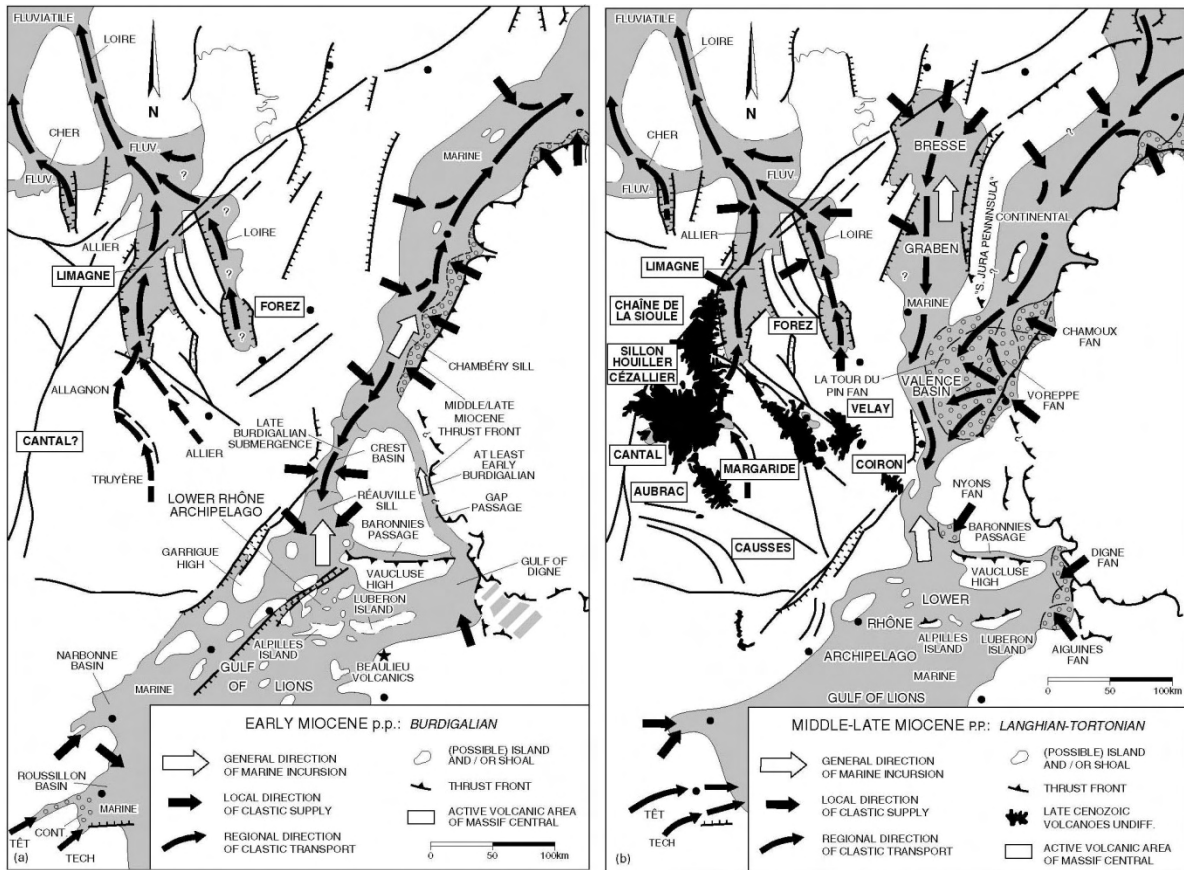 FLUVIATILE
LOIRE
N
CHER
FLUV.
FLUV.
?
MARINE
ALLIER
LOIRE
LIMAGNE
?
FOREZ
?
CHAMBÉRY SILL
ALLAGNON
MIDDLE/LATE
MIOCENE
THRUST FRONT
LATE
BURDIGALIAN
SUBMERGENCE
CANTAL?
ALLIER
CREST
BASIN
AT LEAST
EARLY
BURDIGALIAN
TRUYÈRE
LOWER RHÔNE
ARCHIPELAGO
RÉAUVILLE
SILL
GAP
PASSAGE
BARONNIES
PASSAGE
GARRIGUE
HIGH
VAUCLUSE
HIGH
GULF OF
DIGNE
LUBERON
ISLAND
ALPILLES
ISLAND
NARBONNE
BASIN
GULF
OF LIONS
BEAULIEU
VOLCANICS
MARINE
ROUSSILLON
BASIN
MARINE
CONT.
TÊT
TECH
(a)
EARLY MIOCENE p.p.: BURDIGALIAN
GENERAL DIRECTION
OF MARINE INCURSION
(POSSIBLE) ISLAND
AND / OR SHOAL
LOCAL DIRECTION
OF CLASTIC SUPPLY
THRUST FRONT
REGIONAL DIRECTION
OF CLASTIC TRANSPORT
ACTIVE VOLCANIC AREA
OF MASSIF CENTRAL
0 50 100km
FLUVIATILE
LOIRE
N
CHER
FLUV.
FLUV.
?
BRESSE
?
"S. JURA PENNINSULA"
?
CONTINENTAL
ALLIER
LOIRE
GRABEN
LIMAGNE
?
MARINE
CHAÎNE DE
LA SIOULE
FOREZ
CHAMOUX
FAN
SILLON
HOUILLER
CÉZALLIER
LA TOUR DU
PIN FAN
VALENCE
BASIN
VOREPPE
FAN
VELAY
?
CANTAL
MARGARIDE
COIRON
AUBRAC
NYONS
FAN
BARONNIES
PASSAGE
CAUSSES
VAUCLUSE
HIGH
DIGNE
FAN
LOWER
RHÔNE
ARCHIPELAGO
ALPILLES
ISLAND
LUBERON
ISLAND
AIGUINES
FAN
MARINE
GULF OF LIONS
0 50 100km
TÊT
TECH
(b)
MIDDLE-LATE MIOCENE P.P.: LANGHIAN-TORTONIAN
GENERAL DIRECTION
OF MARINE INCURSION
(POSSIBLE) ISLAND
AND / OR SHOAL
THRUST FRONT
LOCAL DIRECTION
OF CLASTIC SUPPLY
LATE CENOZOIC
VOLCANOES UNDIFF.
REGIONAL DIRECTION
OF CLASTIC TRANSPORT
ACTIVE VOLCANIC AREA
OF MASSIF CENTRAL